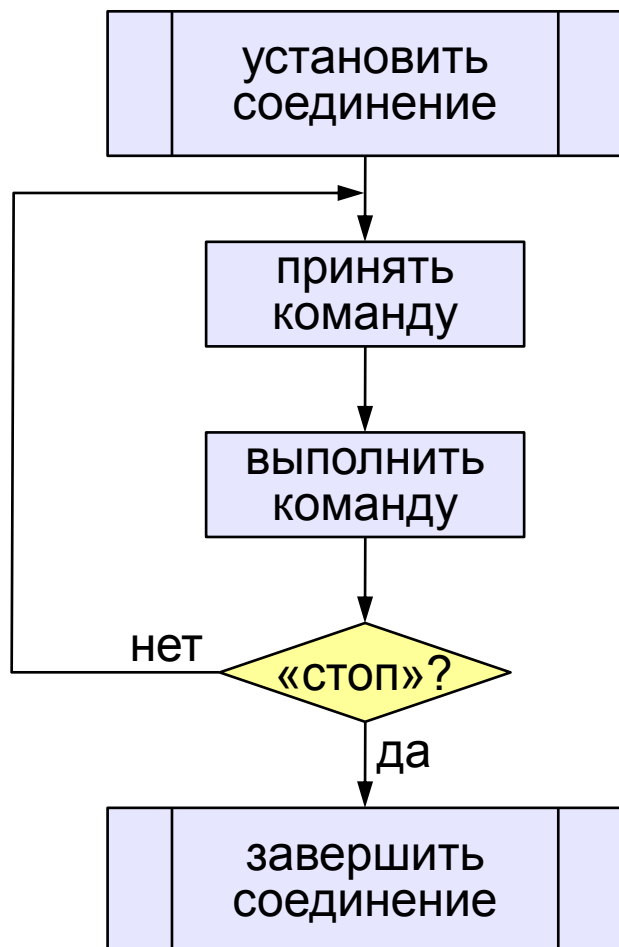 установить
соединение
принять
команду
выполнить
команду
нет
«стоп»?
да
завершить
соединение